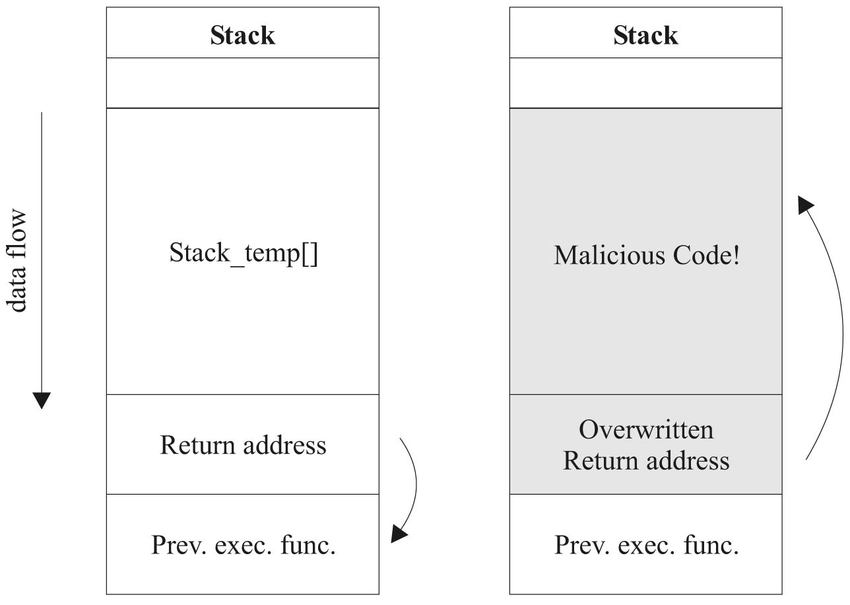 Stack
data flow
Stack_temp[]
Return address
Prev. exec. func.
Stack
Malicious Code!
Overwritten
Return address
Prev. exec. func.